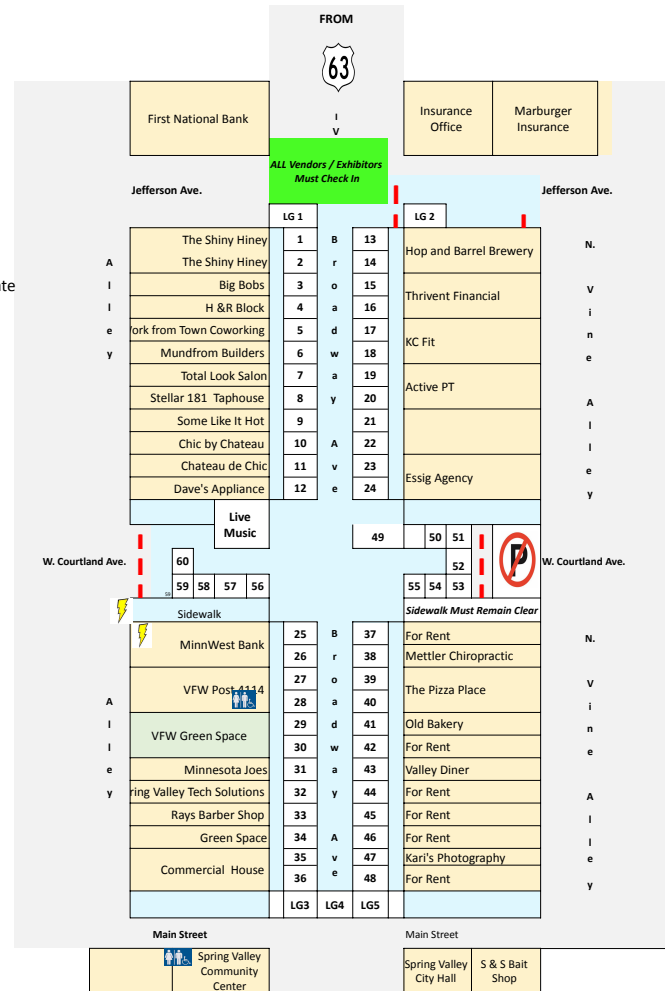 FROM
63
I
V
First National Bank
Insurance
Office
Marburger
Insurance
ALL Vendors / Exhibitors
Must Check In
Jefferson Ave.
Jefferson Ave.
LG 1
LG 2
The Shiny Hiney 1 13
The Shiny Hiney 2 14
Hop and Barrel Brewery
Big Bobs 3 15
H &R Block 4 16
Thrivent Financial
from Town Coworking 5 17
Mundfrom Builders 6 18
KC Fit
Total Look Salon 7 19
Stellar 181 Taphouse 8 20
Active PT
Some Like It Hot 9 21
Chic by Chateau 10 22
Chateau de Chic 11 23
Dave's Appliance 12 24
Essig Agency
Broadway Ave
Alley
N. Vine Alley
Live
Music
49 50 51
52
W. Courtland Ave.
60
59 58 57 56
55 54 53
P
W. Courtland Ave.
Sidewalk
Sidewalk Must Remain Clear
MinnWest Bank
25 37 For Rent
26 38 Mettler Chiropractic
VFW Post 4114
27 39
28 40
The Pizza Place
VFW Green Space
29 41 Old Bakery
30 42 For Rent
Minnesota Joes 31 43 Valley Diner
Valley Tech Solutions 32 44 For Rent
Rays Barber Shop 33 45 For Rent
Green Space 34 46 For Rent
Commercial House
35 47 Kari's Photography
36 48 For Rent
Broadway Ave
Alley
N. Vine Alley
LG3 LG4 LG5
Main Street
Main Street
Spring Valley
Community
Center
Spring Valley
City Hall
S & S Bait
Shop